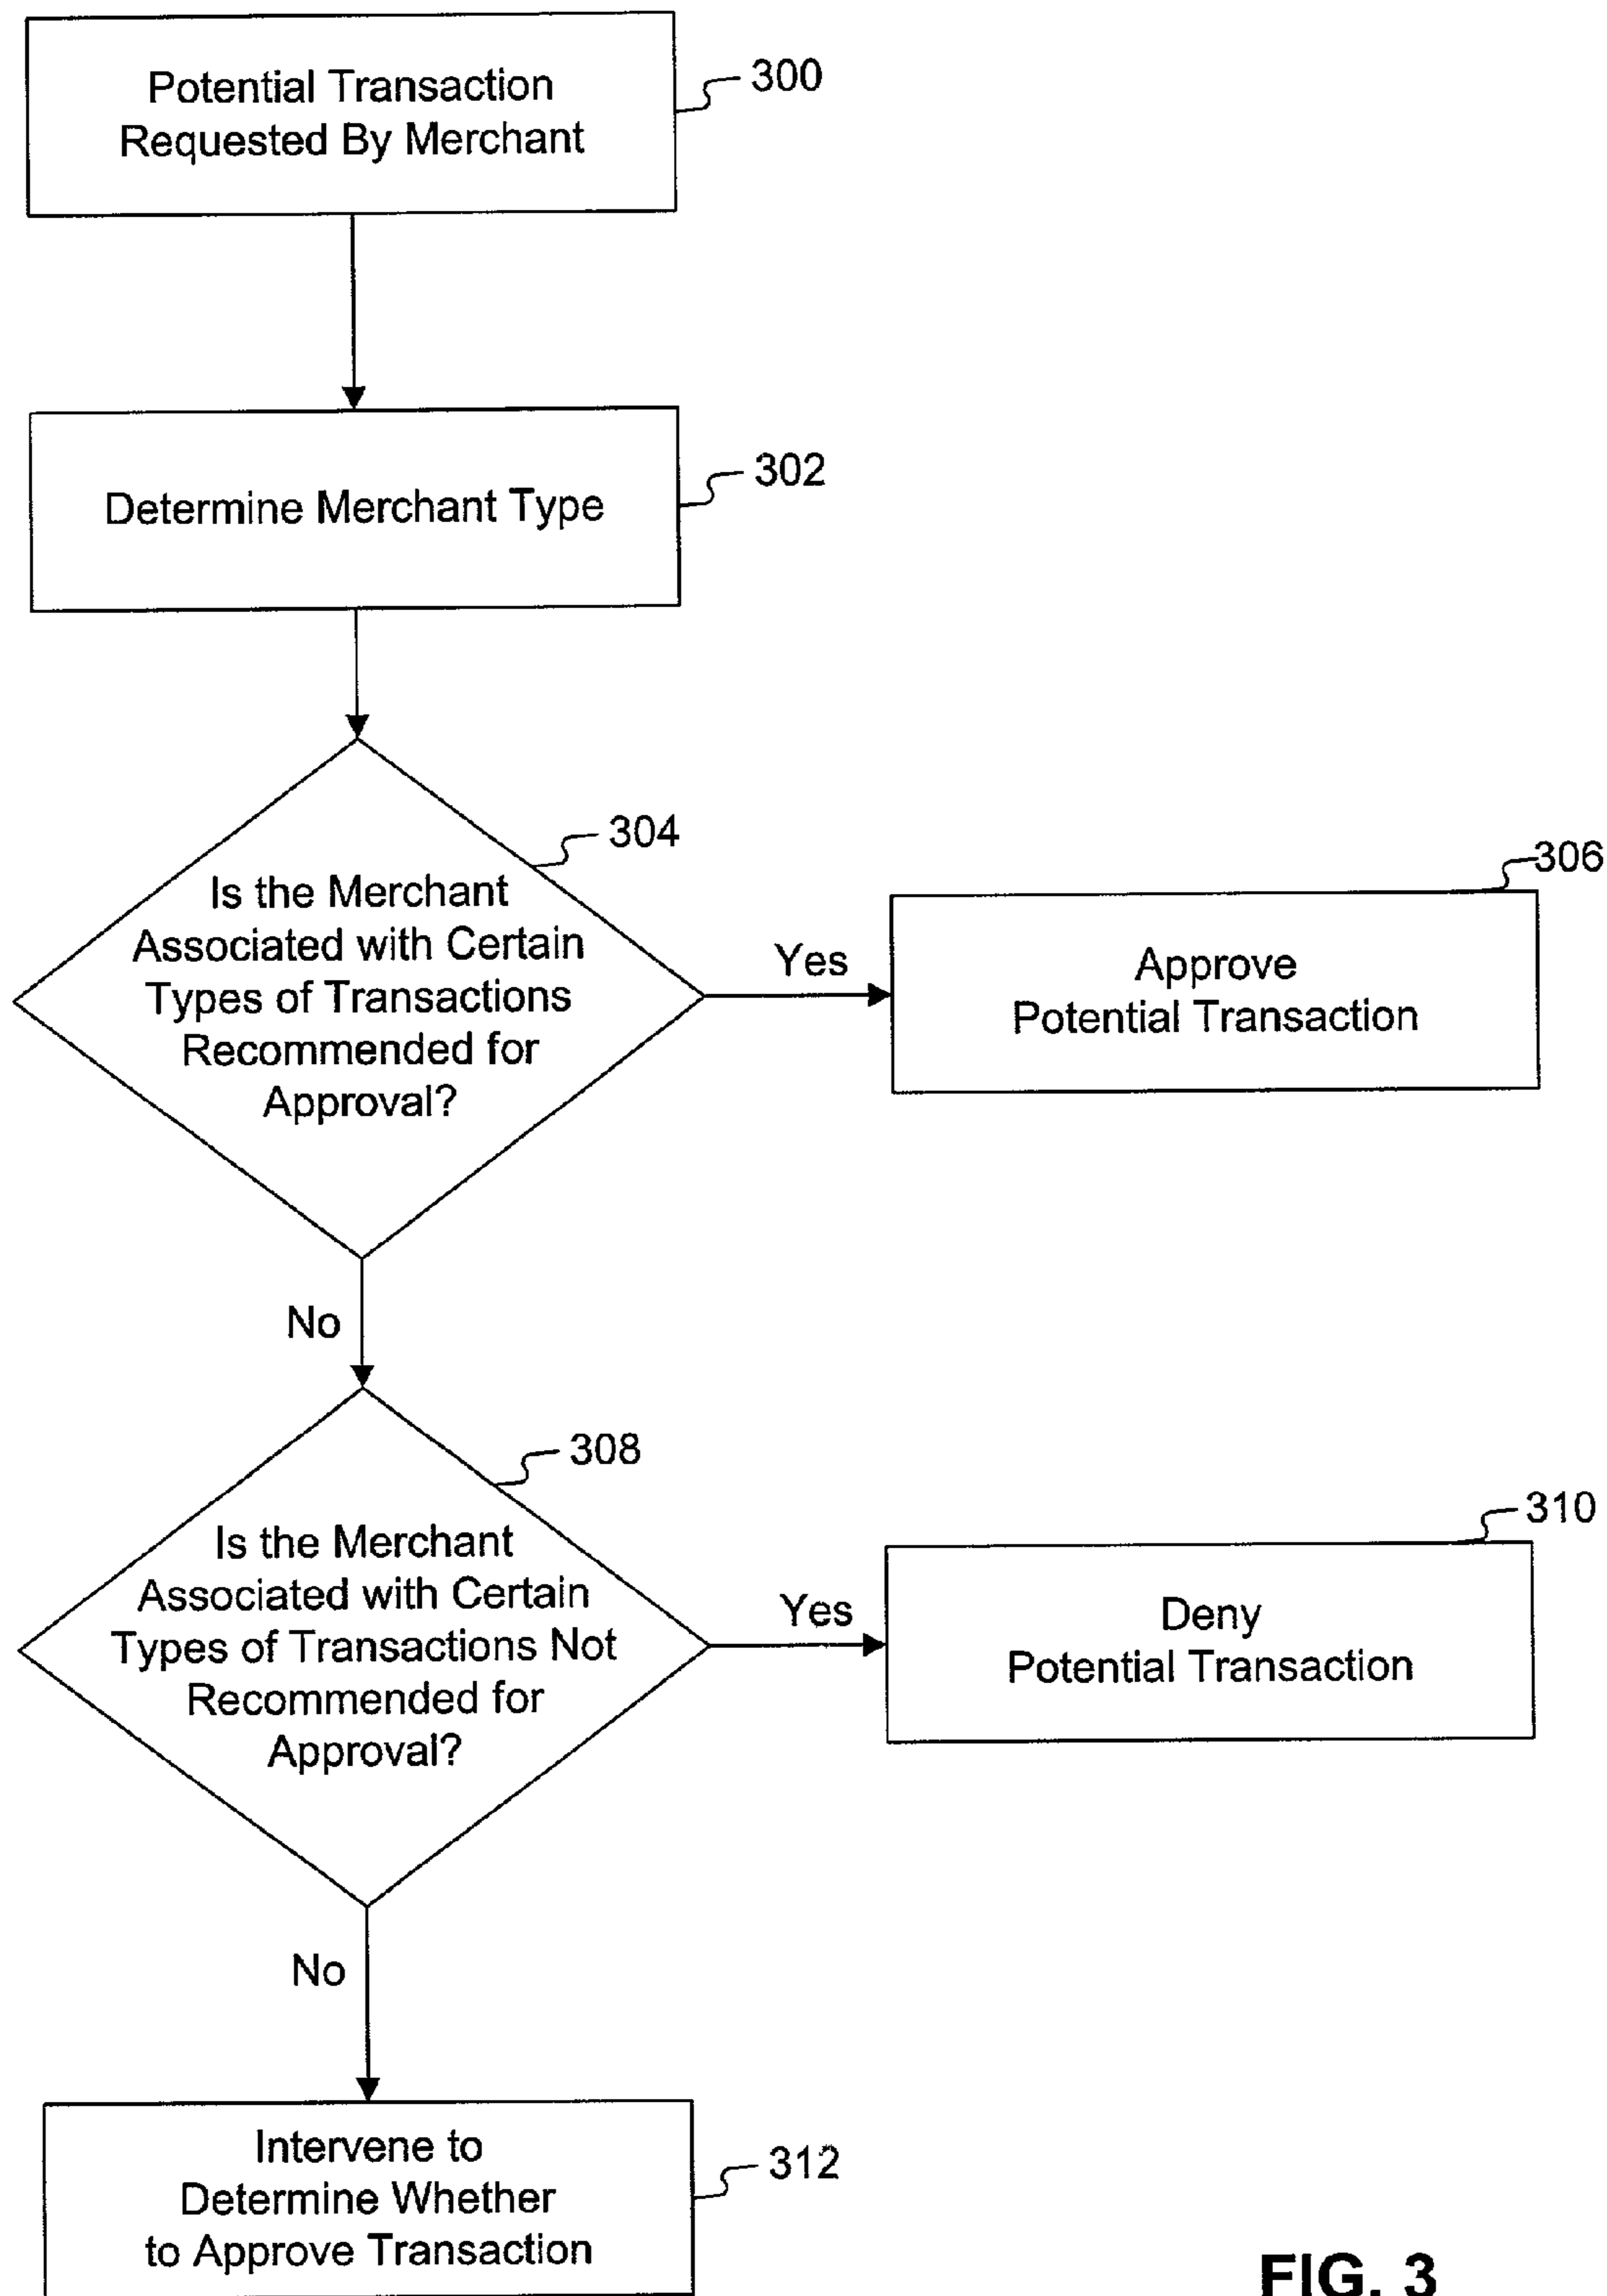 Potential Transaction
Requested By Merchant
300
Determine Merchant Type
302
304
Is the Merchant
Associated with Certain
Types of Transactions
Recommended for
Approval?
Yes
306
Approve
Potential Transaction
No
308
Is the Merchant
Associated with Certain
Types of Transactions Not
Recommended for
Approval?
Yes
310
Deny
Potential Transaction
No
Intervene to
Determine Whether
to Approve Transaction
312
FIG. 3